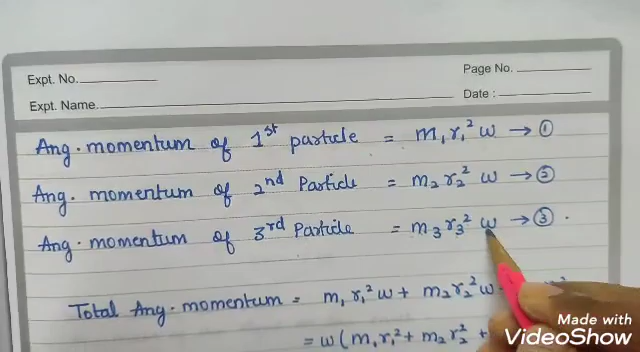 Expt. No.
Page No.
Expt. Name.
Date :
Ang. momentum of 1st particle = m₁r₁²ω → ①
Ang. momentum of 2nd Particle = m₂r₂²ω → ②
Ang. momentum of 3rd Particle = m₃r₃²ω → ③ .
Total Ang. momentum = m₁r₁²ω + m₂r₂²ω
= ω(m₁r₁² + m₂r₂² +
Made with
VideoShow